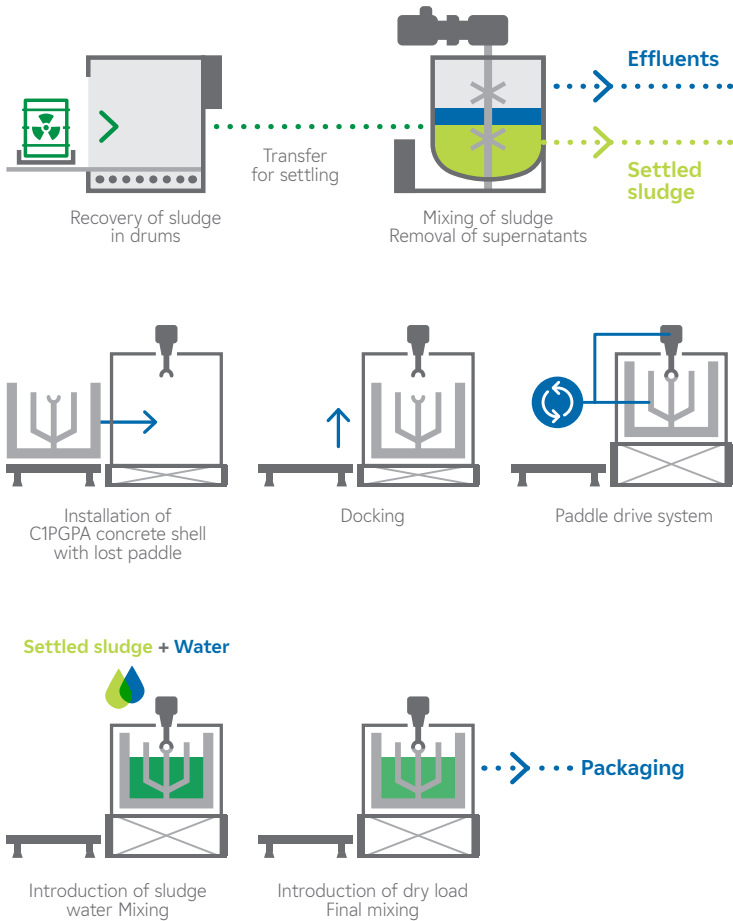 Effluents
Transfer
for settling
Settled
sludge
Recovery of sludge
in drums
Mixing of sludge
Removal of supernatants
Installation of
C1PGPA concrete shell
with lost paddle
Docking
Paddle drive system
Settled sludge + Water
Packaging
Introduction of sludge
water Mixing
Introduction of dry load
Final mixing